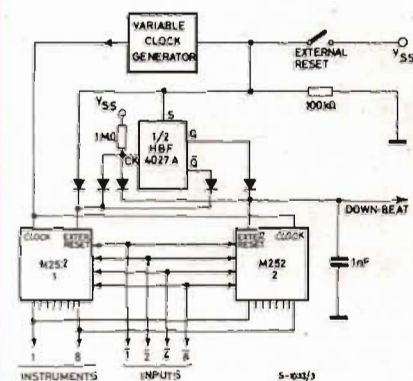 VARIABLE
CLOCK
GENERATOR
EXTERNAL
RESET
VSS
VSS
100kΩ
1MΩ
S
1/2
HBF
4027A
Q
CK
Q̅
DOWN-BEAT
CLOCK
EXTER.
RESET
M252
1
EXTER.
RESET
CLOCK
M252
2
1nF
1
8
1̅
2̅
4̅
8̅
INSTRUMENTS
INPUTS
S-1033/3